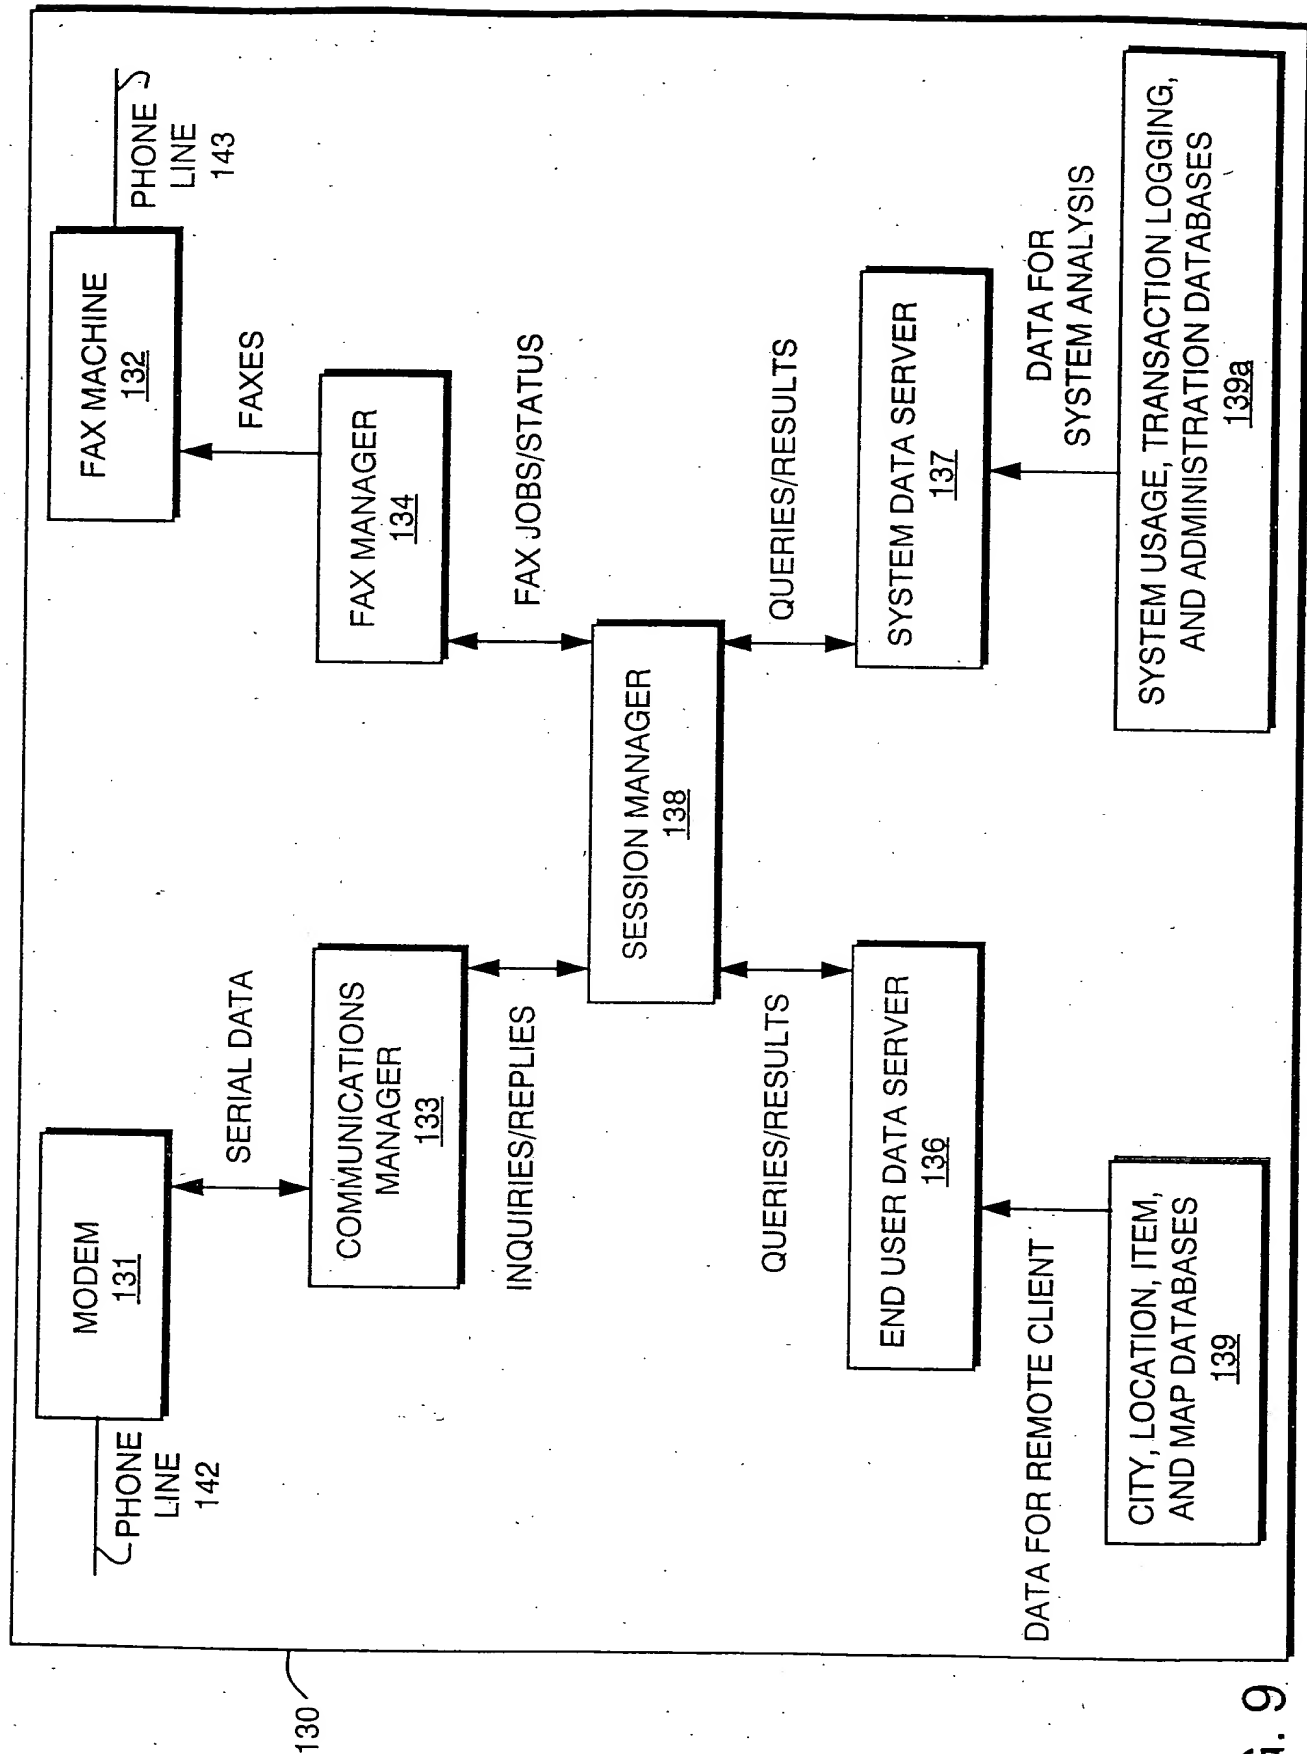 130
PHONE
LINE
142
MODEM
131
SERIAL DATA
COMMUNICATIONS
MANAGER
133
INQUIRIES/REPLIES
FAX MACHINE
132
PHONE
LINE
143
FAXES
FAX MANAGER
134
FAX JOBS/STATUS
SESSION MANAGER
138
QUERIES/RESULTS
QUERIES/RESULTS
END USER DATA SERVER
136
SYSTEM DATA SERVER
137
DATA FOR REMOTE CLIENT
DATA FOR
SYSTEM ANALYSIS
CITY, LOCATION, ITEM,
AND MAP DATABASES
139
SYSTEM USAGE, TRANSACTION LOGGING,
AND ADMINISTRATION DATABASES
139a
9